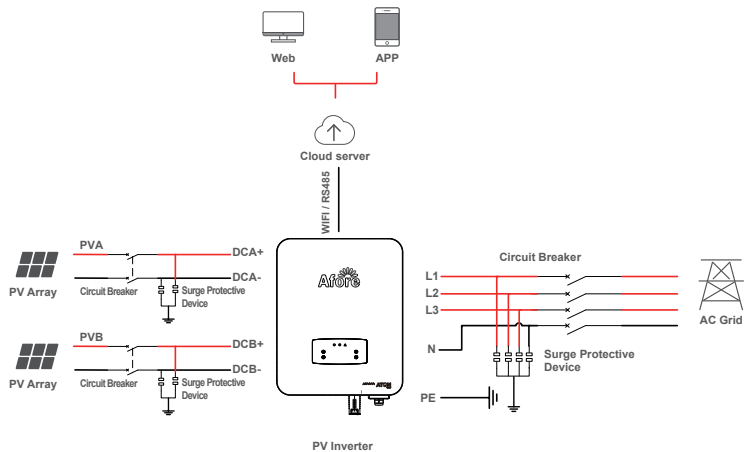 Web
APP
Cloud server
WIFI / RS485
PVA
DCA+
DCA-
PV Array
Circuit Breaker
Surge Protective
Device
PVB
DCB+
DCB-
PV Array
Circuit Breaker
Surge Protective
Device
Afore
PV Inverter
Circuit Breaker
L1
L2
L3
N
PE
Surge Protective
Device
AC Grid